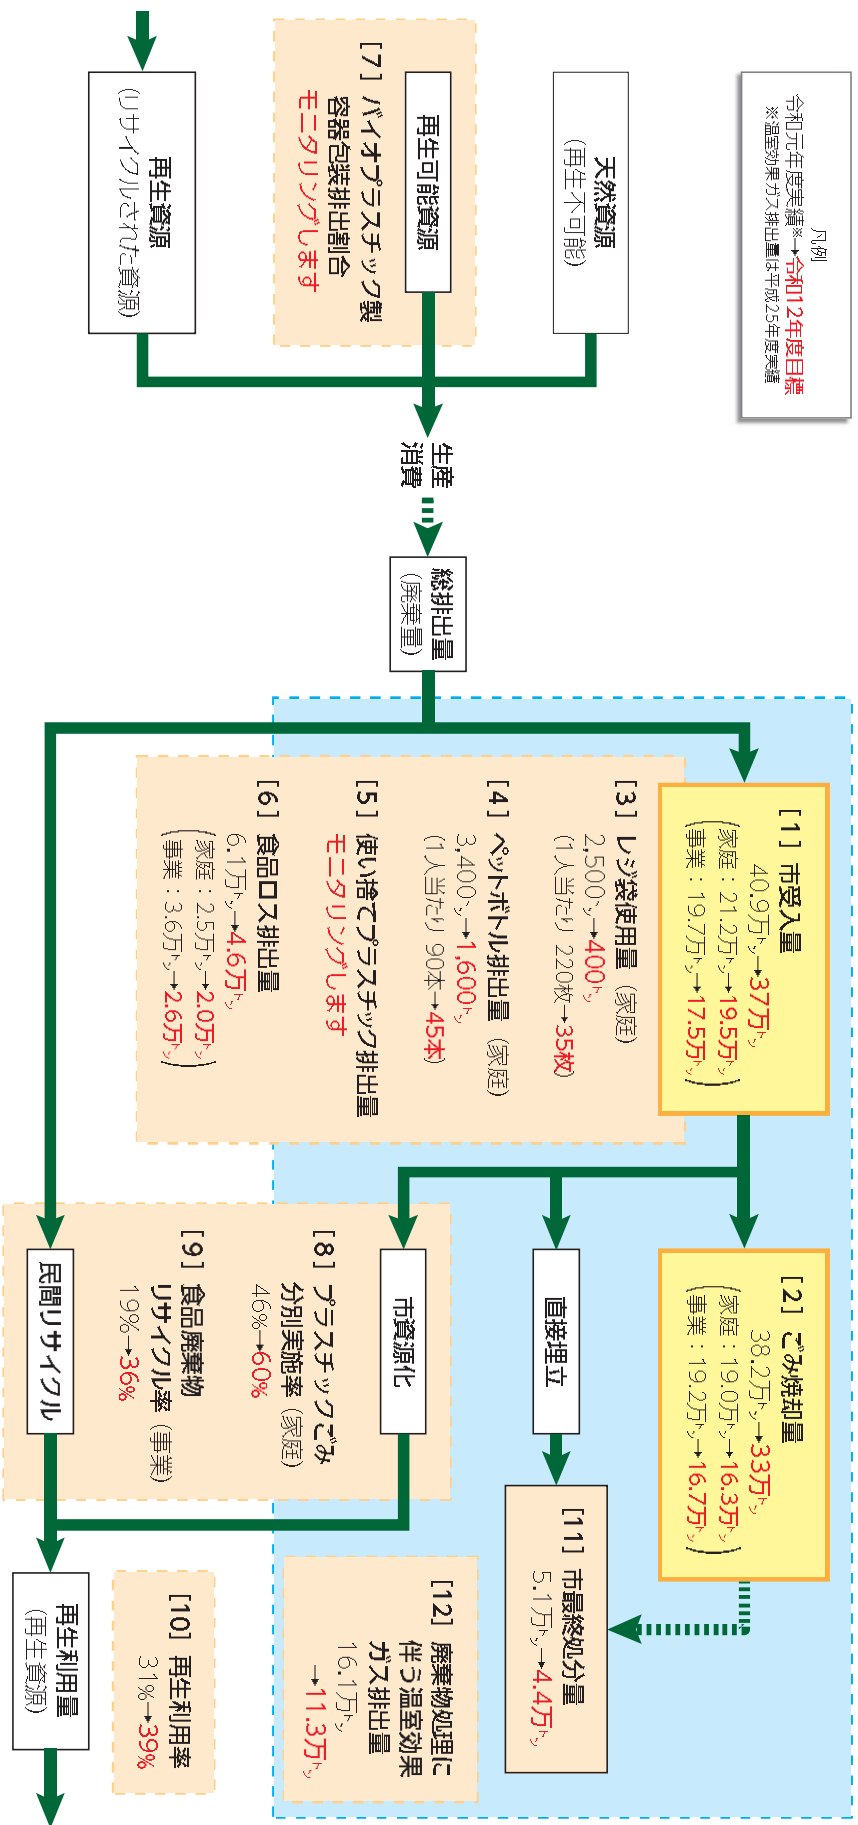 凡例
令和元年度実績※→令和12年度目標
※温室効果ガス排出量は平成25年度実績
天然資源
(再生不可能)
再生可能資源
[7] バイオプラスチック製
容器包装排出割合
モニタリングします
再生資源
(リサイクルされた資源)
生産
消費
総排出量
(廃棄量)
[1] 市受入量
40.9万トン→37万トン
(家庭:21.2万トン→19.5万トン
事業:19.7万トン→17.5万トン)
[3] レジ袋使用量 (家庭)
2,500トン→400トン
(1人当たり 220枚→35枚)
[4] ペットボトル排出量 (家庭)
3,400トン→1,600トン
(1人当たり 90本→45本)
[5] 使い捨てプラスチック排出量
モニタリングします
[6] 食品ロス排出量
6.1万トン→4.6万トン
(家庭:2.5万トン→2.0万トン
事業:3.6万トン→2.6万トン)
[2] ごみ焼却量
38.2万トン→33万トン
(家庭:19.0万トン→16.3万トン
事業:19.2万トン→16.7万トン)
直接埋立
市資源化
[8] プラスチックごみ
分別実施率 (家庭)
46%→60%
[9] 食品廃棄物
リサイクル率 (事業)
19%→36%
民間リサイクル
[11] 市最終処分量
5.1万トン→4.4万トン
[12] 廃棄物処理に
伴う温室効果
ガス排出量
16.1万トン
→11.3万トン
[10] 再生利用率
31%→39%
再生利用量
(再生資源)